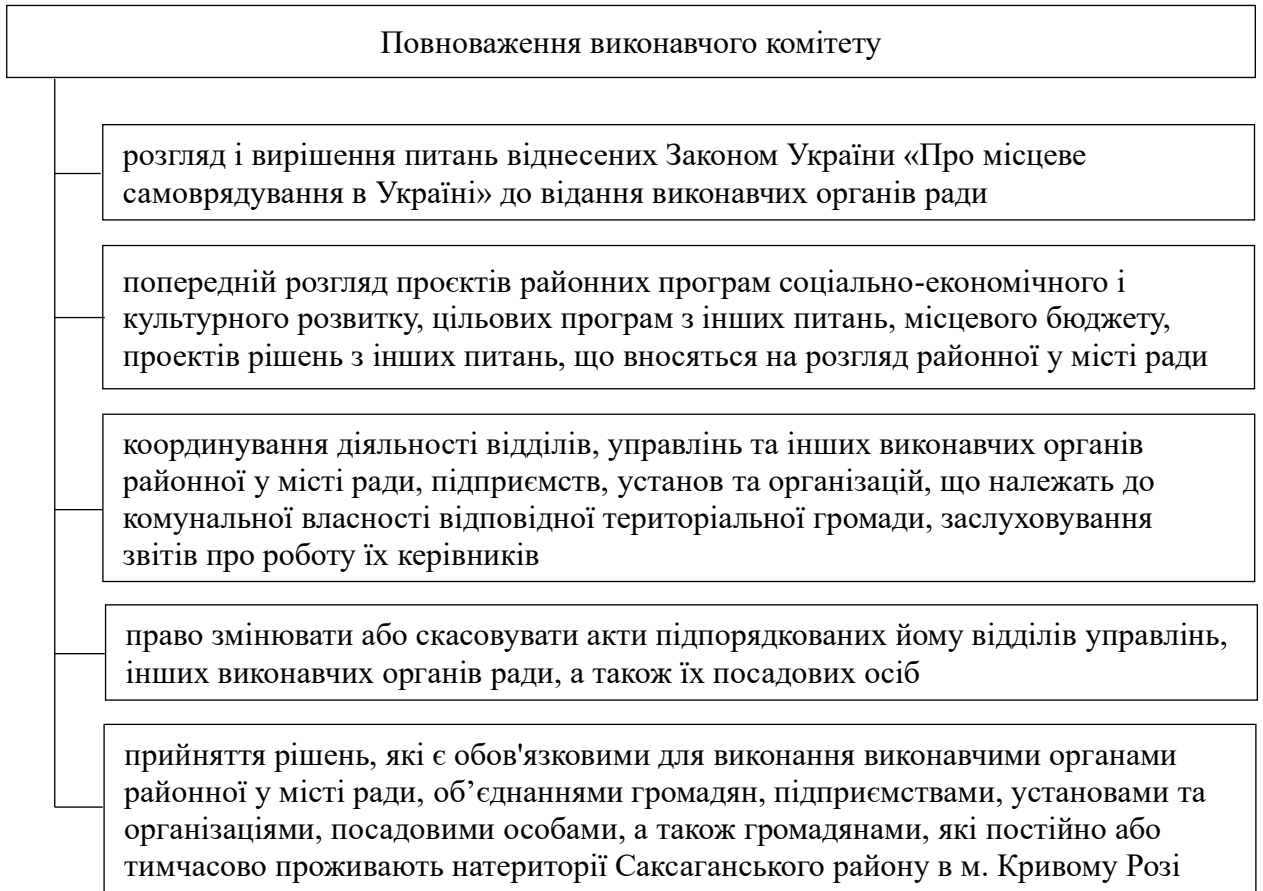 Повноваження виконавчого комітету
розгляд і вирішення питань віднесених Законом України «Про місцеве
самоврядування в Україні» до відання виконавчих органів ради
попередній розгляд проєктів районних програм соціально-економічного і
культурного розвитку, цільових програм з інших питань, місцевого бюджету,
проектів рішень з інших питань, що вносяться на розгляд районної у місті ради
координування діяльності відділів, управлінь та інших виконавчих органів
районної у місті ради, підприємств, установ та організацій, що належать до
комунальної власності відповідної територіальної громади, заслуховування
звітів про роботу їх керівників
право змінювати або скасовувати акти підпорядкованих йому відділів управлінь,
інших виконавчих органів ради, а також їх посадових осіб
прийняття рішень, які є обов'язковими для виконання виконавчими органами
районної у місті ради, об’єднаннями громадян, підприємствами, установами та
організаціями, посадовими особами, а також громадянами, які постійно або
тимчасово проживають натериторії Саксаганського району в м. Кривому Розі